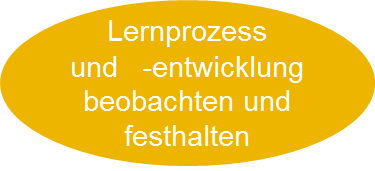 Lernprozess
und -entwicklung
beobachten und
festhalten